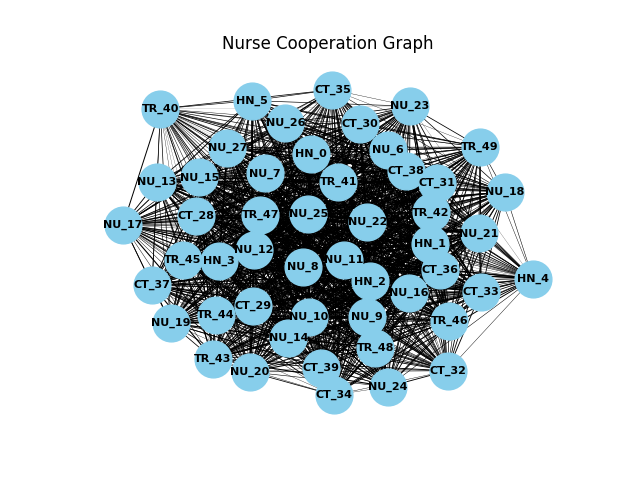 Nurse Cooperation Graph
CT_35
HN_5
TR_40
NU_23
NU_26
CT_30
NU_27
TR_49
NU_6
HN_0
CT_38
NU_7
NU_15
NU_13
TR_41
CT_31
NU_18
TR_42
NU_25
TR_47
CT_28
NU_22
NU_17
NU_21
HN_1
NU_12
TR_45
HN_3
NU_11
NU_8
CT_36
HN_4
HN_2
CT_37
NU_16
CT_33
CT_29
TR_44
NU_10
NU_9
NU_19
TR_46
NU_14
TR_48
TR_43
CT_39
NU_20
CT_32
NU_24
CT_34